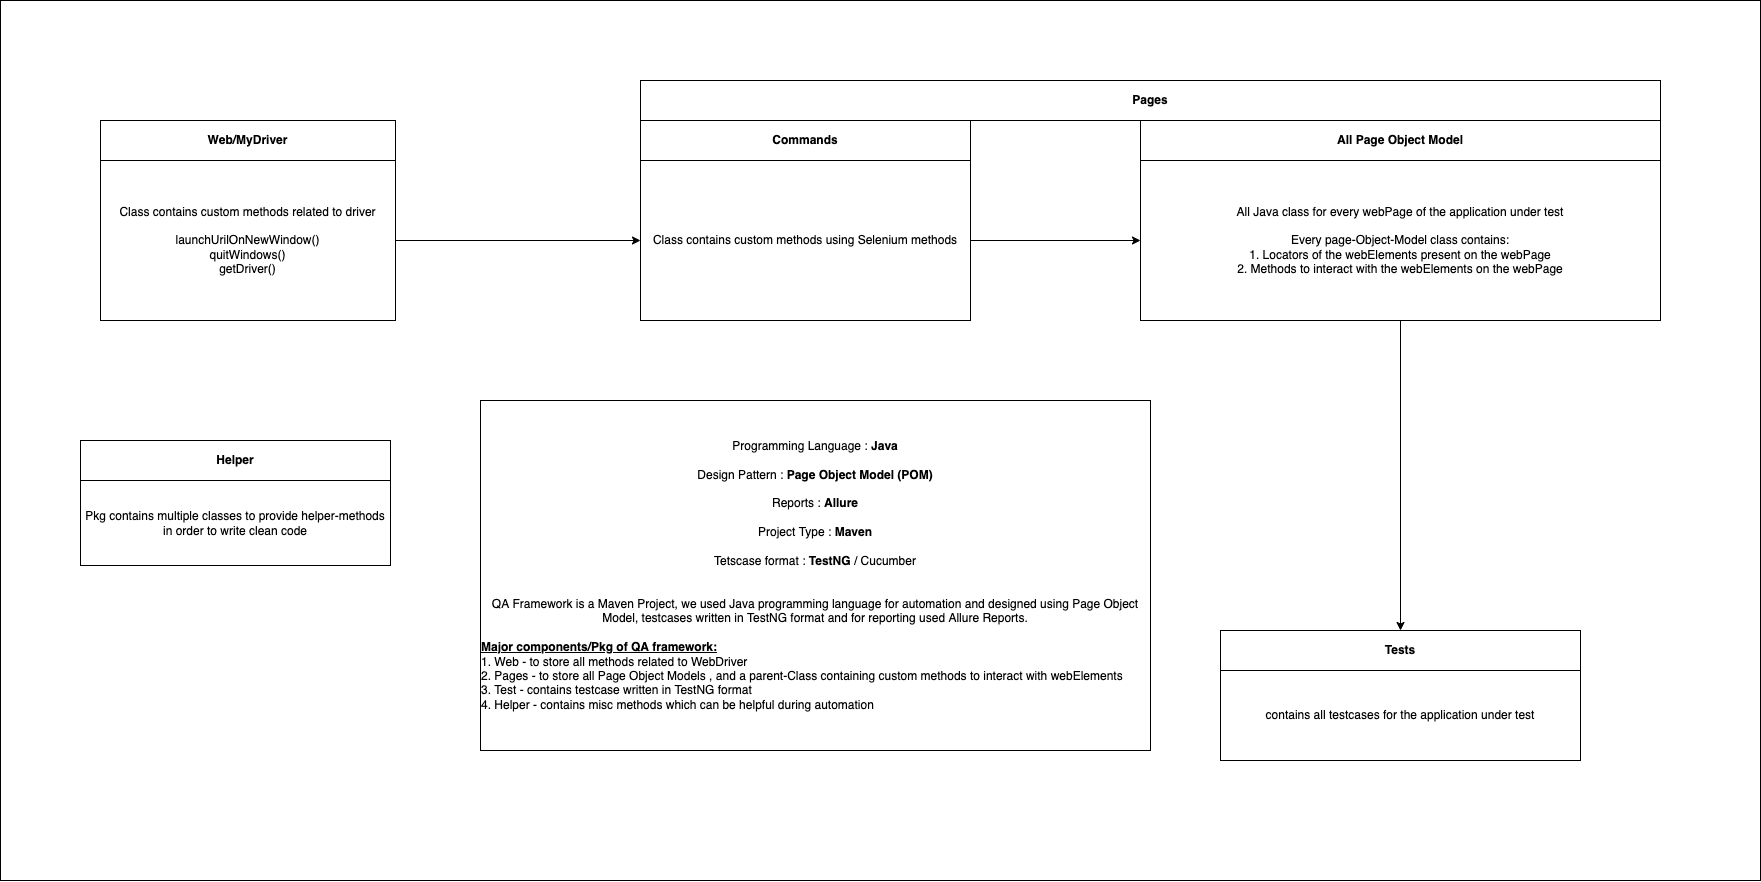 Pages
Web/MyDriver
Commands
All Page Object Model
Class contains custom methods related to driver
launchUrilOnNewWindow()
quitWindows()
getDriver()
Class contains custom methods using Selenium methods
All Java class for every webPage of the application under test
Every page-Object-Model class contains:
1. Locators of the webElements present on the webPage
2. Methods to interact with the webElements on the webPage
Helper
Pkg contains multiple classes to provide helper-methods
in order to write clean code
Programming Language : Java
Design Pattern : Page Object Model (POM)
Reports : Allure
Project Type : Maven
Tetscase format : TestNG / Cucumber
QA Framework is a Maven Project, we used Java programming language for automation and designed using Page Object
Model, testcases written in TestNG format and for reporting used Allure Reports.
Major components/Pkg of QA framework:
1. Web - to store all methods related to WebDriver
2. Pages - to store all Page Object Models , and a parent-Class containing custom methods to interact with webElements
3. Test - contains testcase written in TestNG format
4. Helper - contains misc methods which can be helpful during automation
Tests
contains all testcases for the application under test